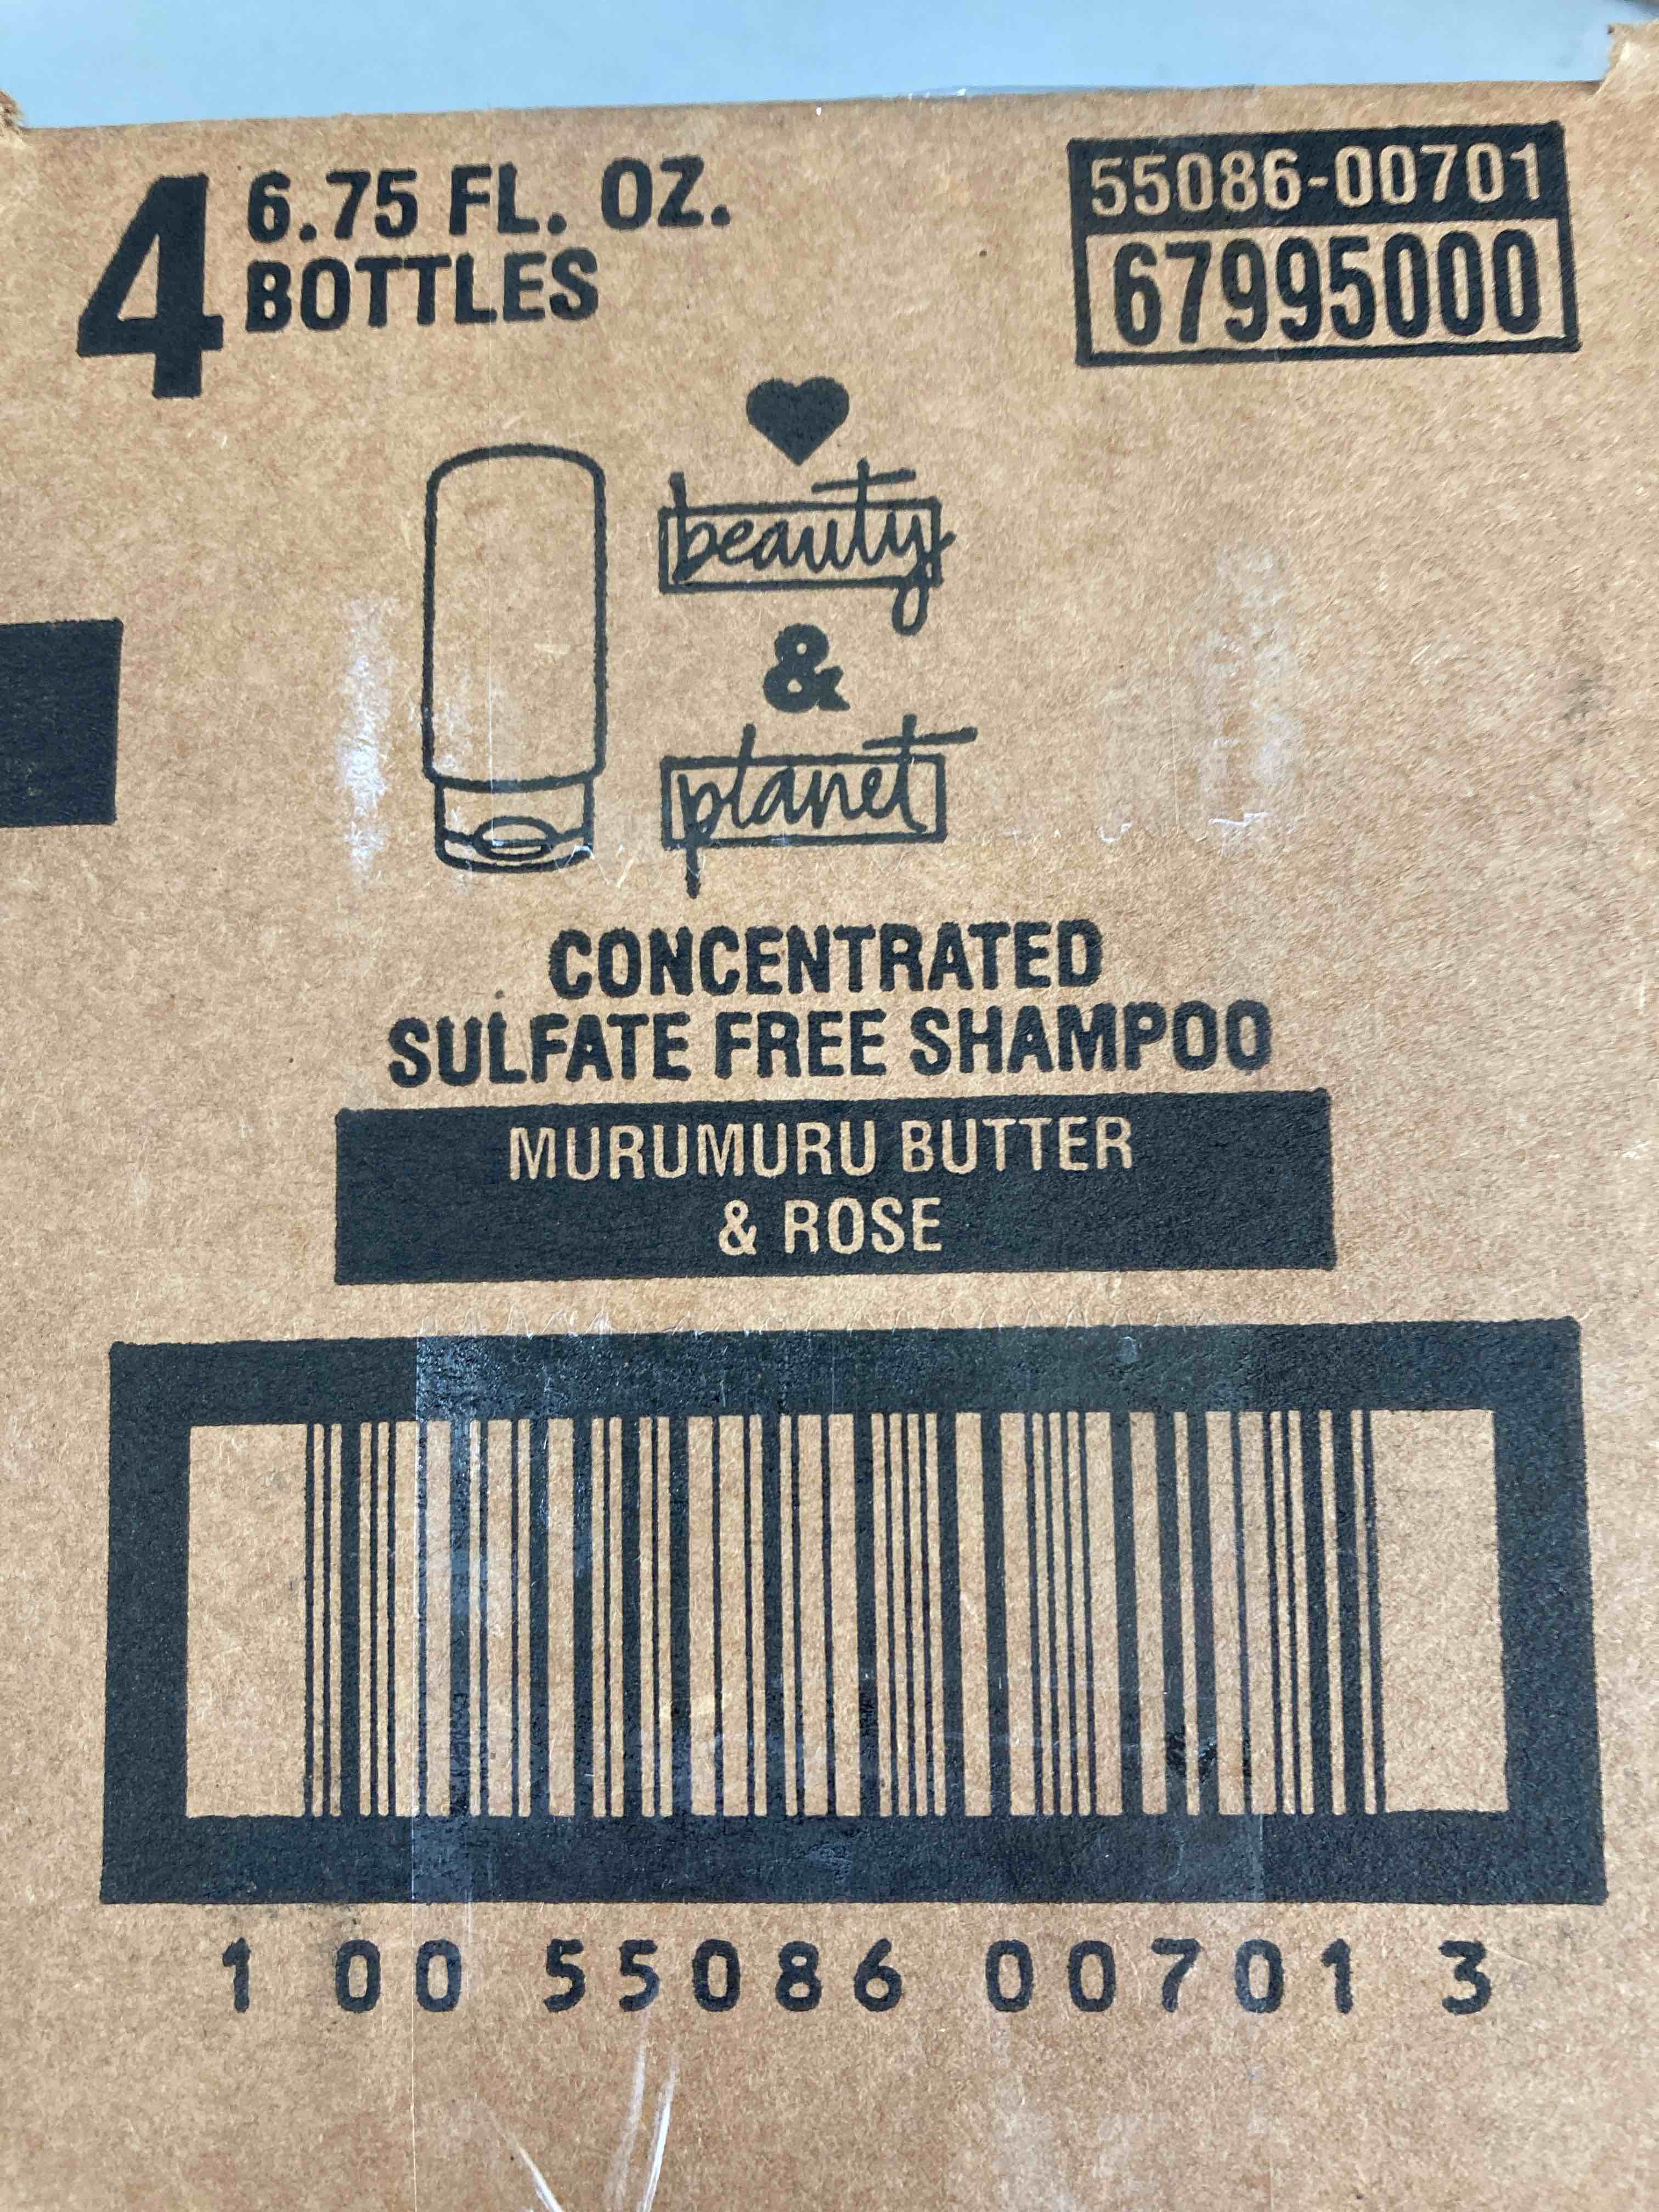 4 6.75 FL. OZ.
BOTTLES
55086-00701
67995000
beauty
&
planet
CONCENTRATED
SULFATE FREE SHAMPOO
MURUMURU BUTTER
& ROSE
1 00 55086 00701 3